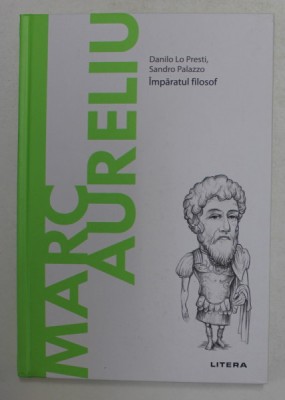 MARC
AURELIU
Danilo Lo Presti,
Sandro Palazzo
Împăratul filosof
LITERA